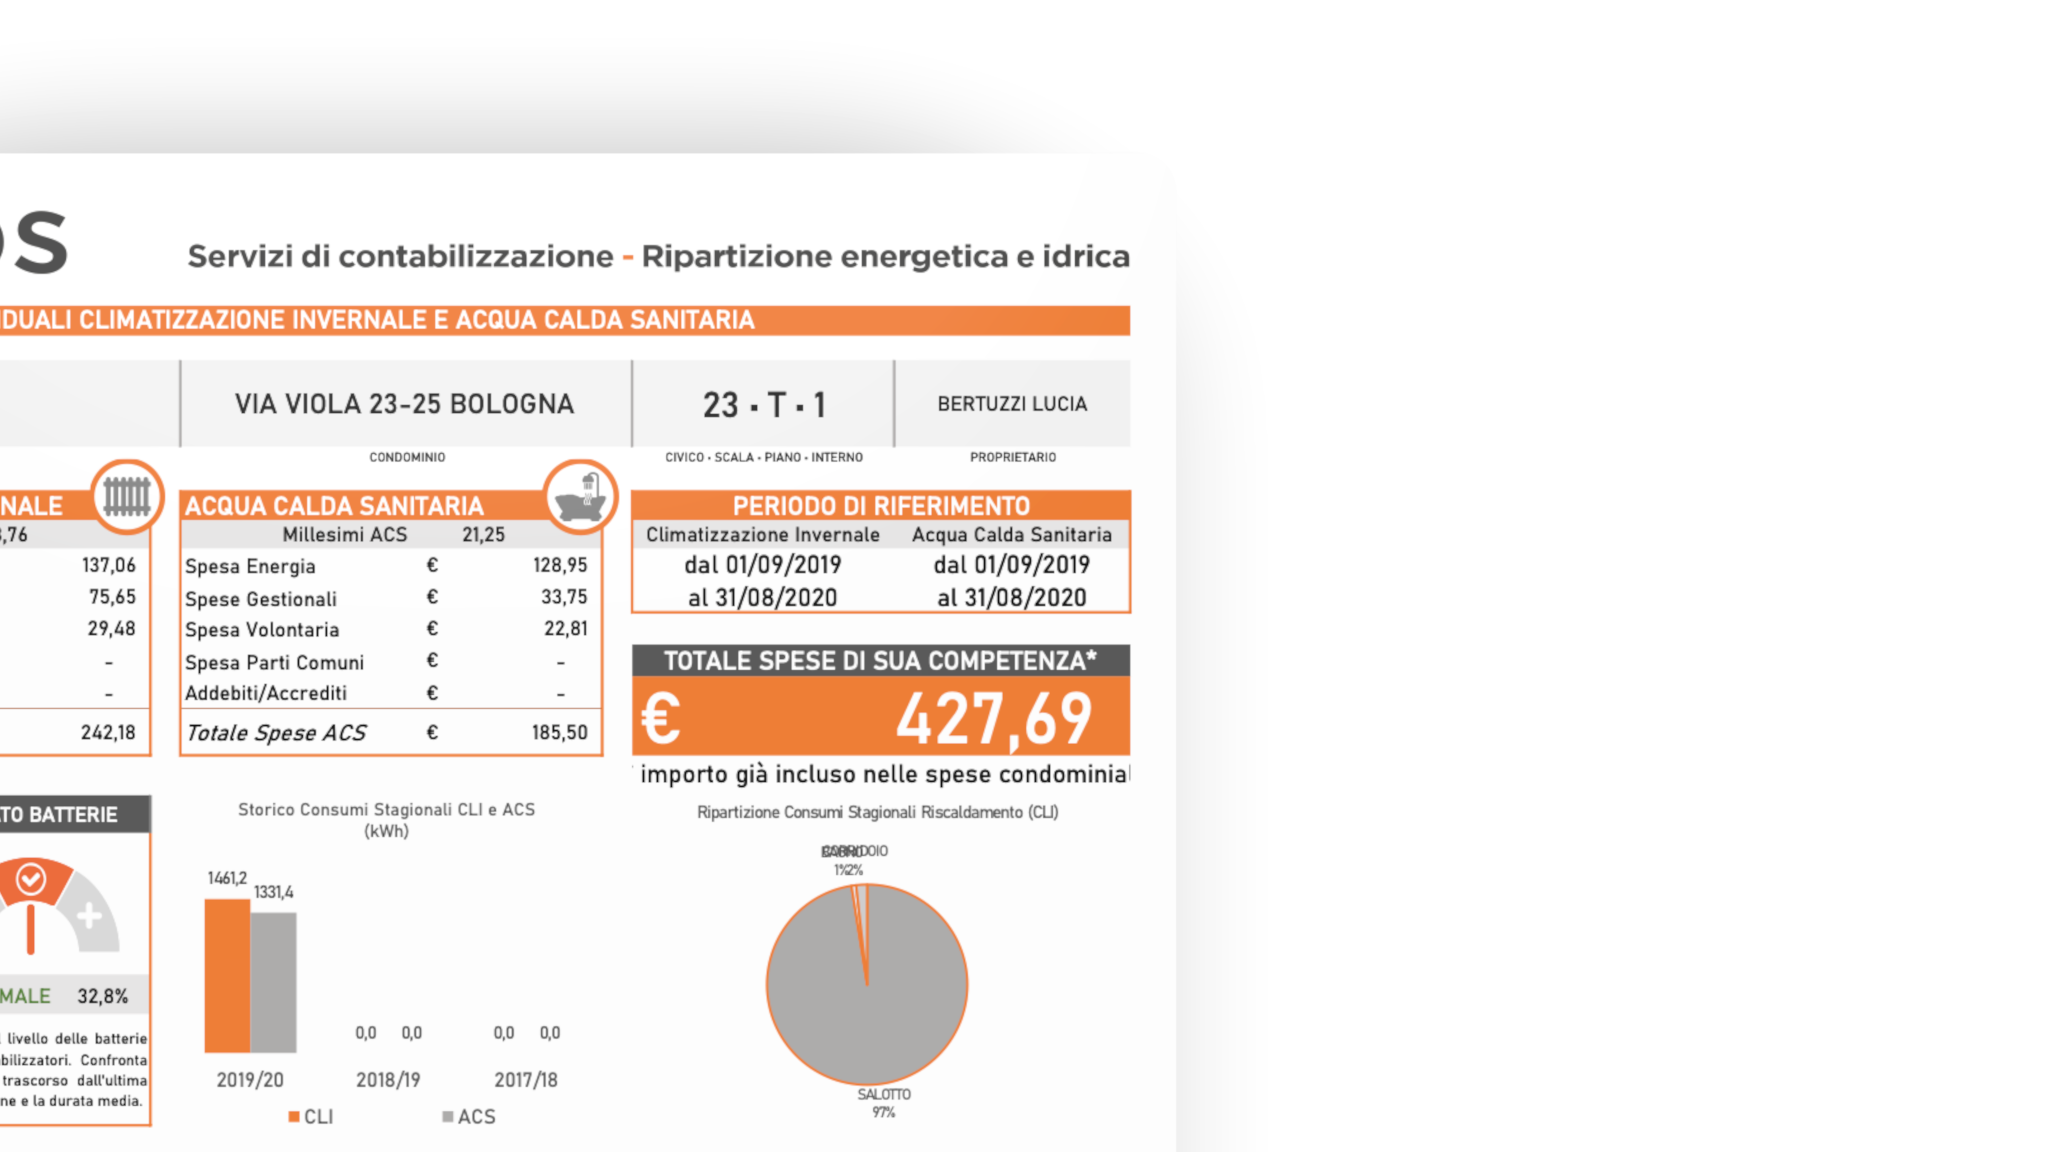 OS
Servizi di contabilizzazione - Ripartizione energetica e idrica
IDUALI CLIMATIZZAZIONE INVERNALE E ACQUA CALDA SANITARIA
VIA VIOLA 23-25 BOLOGNA
23 · T · 1
BERTUZZI LUCIA
CONDOMINIO
CIVICO · SCALA · PIANO · INTERNO
PROPRIETARIO
NALE
,76
137,06
75,65
29,48
-
-
242,18
ACQUA CALDA SANITARIA
Millesimi ACS 21,25
Spesa Energia € 128,95
Spese Gestionali € 33,75
Spesa Volontaria € 22,81
Spesa Parti Comuni € -
Addebiti/Accrediti € -
Totale Spese ACS € 185,50
PERIODO DI RIFERIMENTO
Climatizzazione Invernale Acqua Calda Sanitaria
dal 01/09/2019 dal 01/09/2019
al 31/08/2020 al 31/08/2020
TOTALE SPESE DI SUA COMPETENZA*
€ 427,69
importo già incluso nelle spese condominial
TO BATTERIE
MALE 32,8%
livello delle batterie
bilizzatori. Confronta
trascorso dall'ultima
ne e la durata media.
Storico Consumi Stagionali CLI e ACS
(kWh)
1461,2
1331,4
0,0 0,0 0,0 0,0
2019/20 2018/19 2017/18
CLI ACS
Ripartizione Consumi Stagionali Riscaldamento (CLI)
CORRIDOIO
1% 2%
SALOTTO
97%